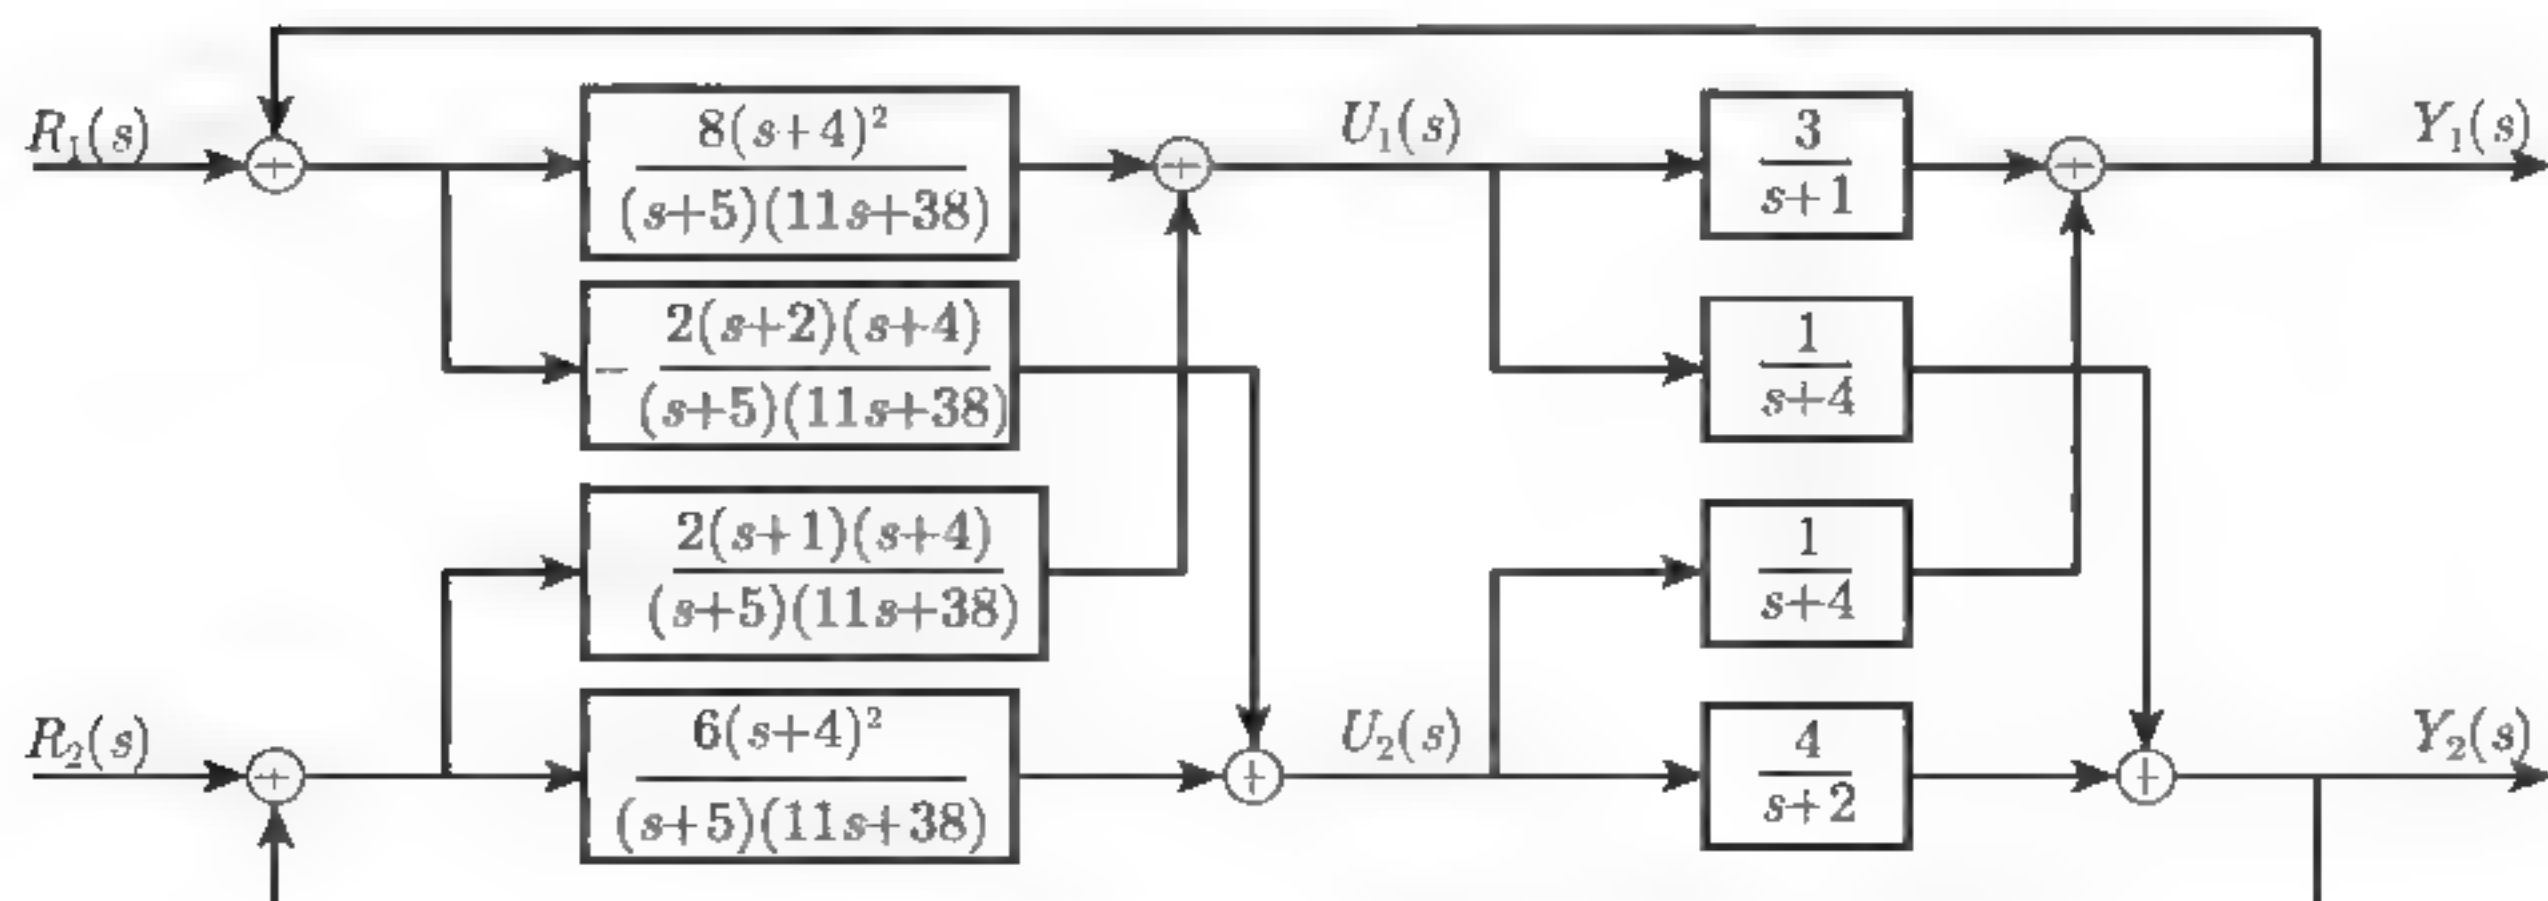 R₁(s)
+
8(s+4)²
(s+5)(11s+38)
+
U₁(s)
3
s+1
+
Y₁(s)
− 2(s+2)(s+4)
(s+5)(11s+38)
1
s+4
2(s+1)(s+4)
(s+5)(11s+38)
1
s+4
R₂(s)
+
6(s+4)²
(s+5)(11s+38)
+
U₂(s)
4
s+2
+
Y₂(s)